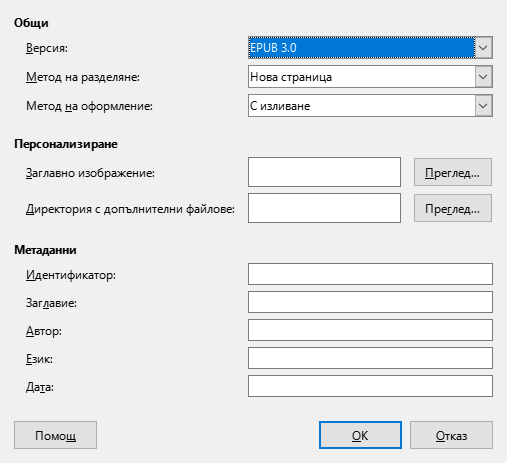 Общи
Версия: EPUB 3.0
Метод на разделяне: Нова страница
Метод на оформление: С изливане
Персонализиране
Заглавно изображение: Преглед...
Директория с допълнителни файлове: Преглед...
Метаданни
Идентификатор:
Заглавие:
Автор:
Език:
Дата:
Помощ OK Отказ